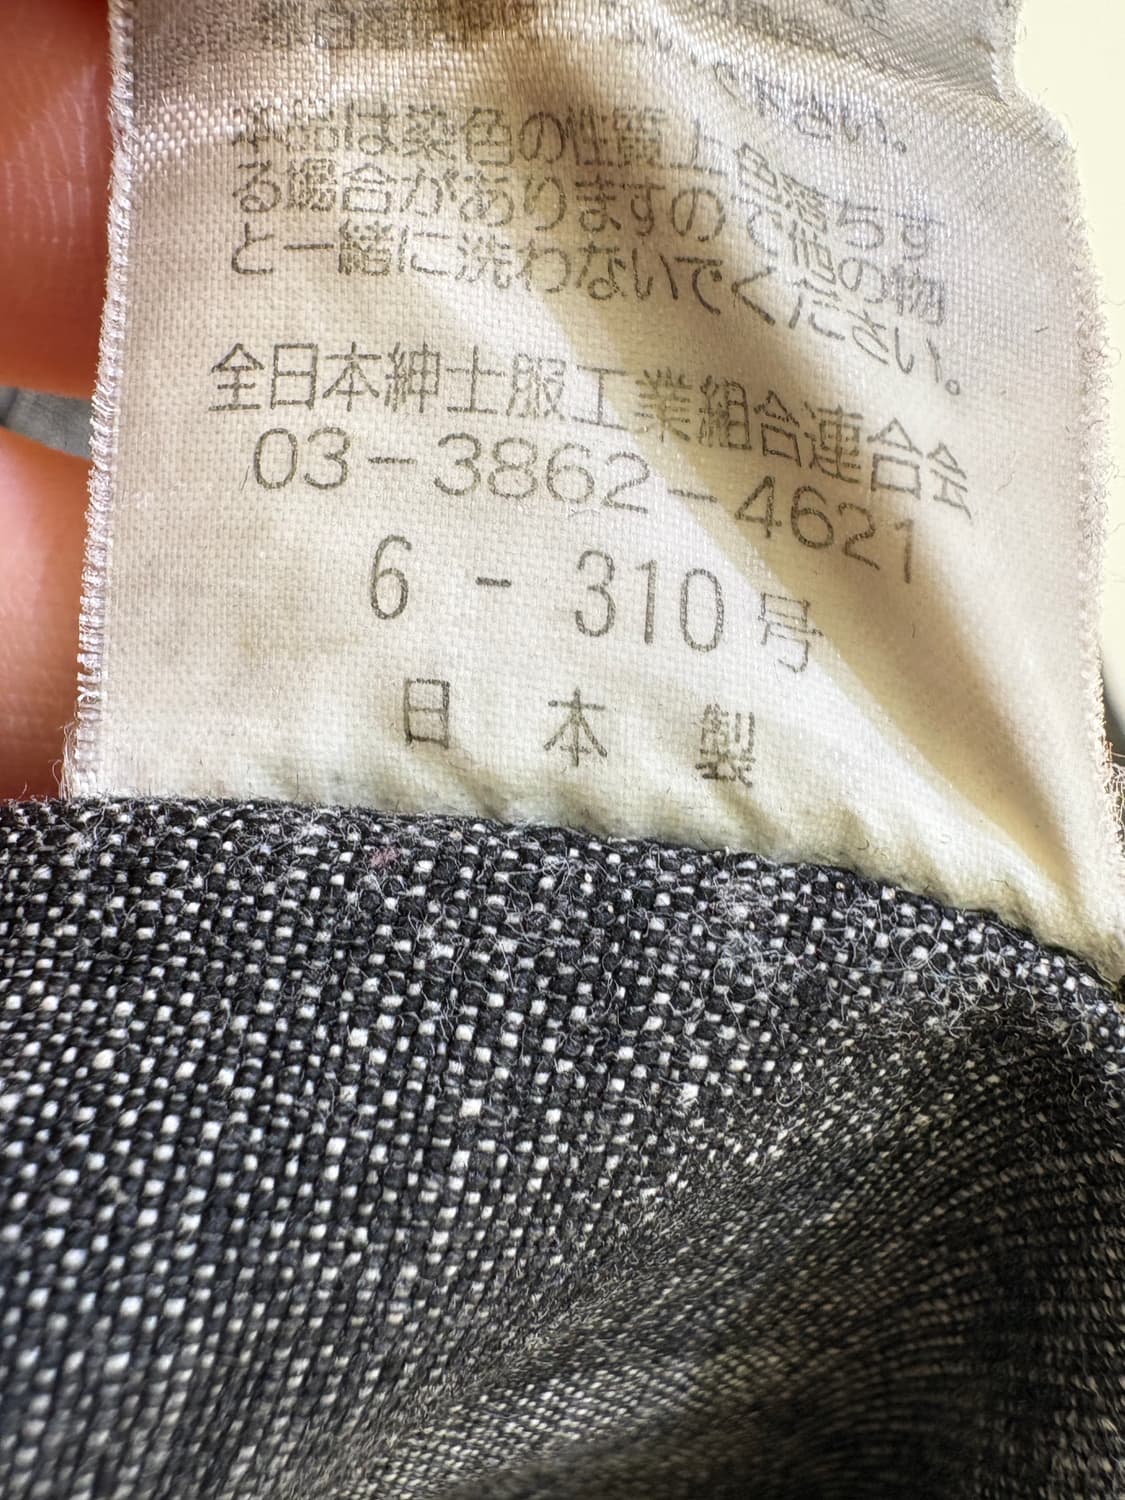 下さい。
本品は染色の性質上色落ちす
る場合がありますので他の物
と一緒に洗わないでください。
全日本紳士服工業組合連合会
03-3862-4621
6 - 310号
日本製